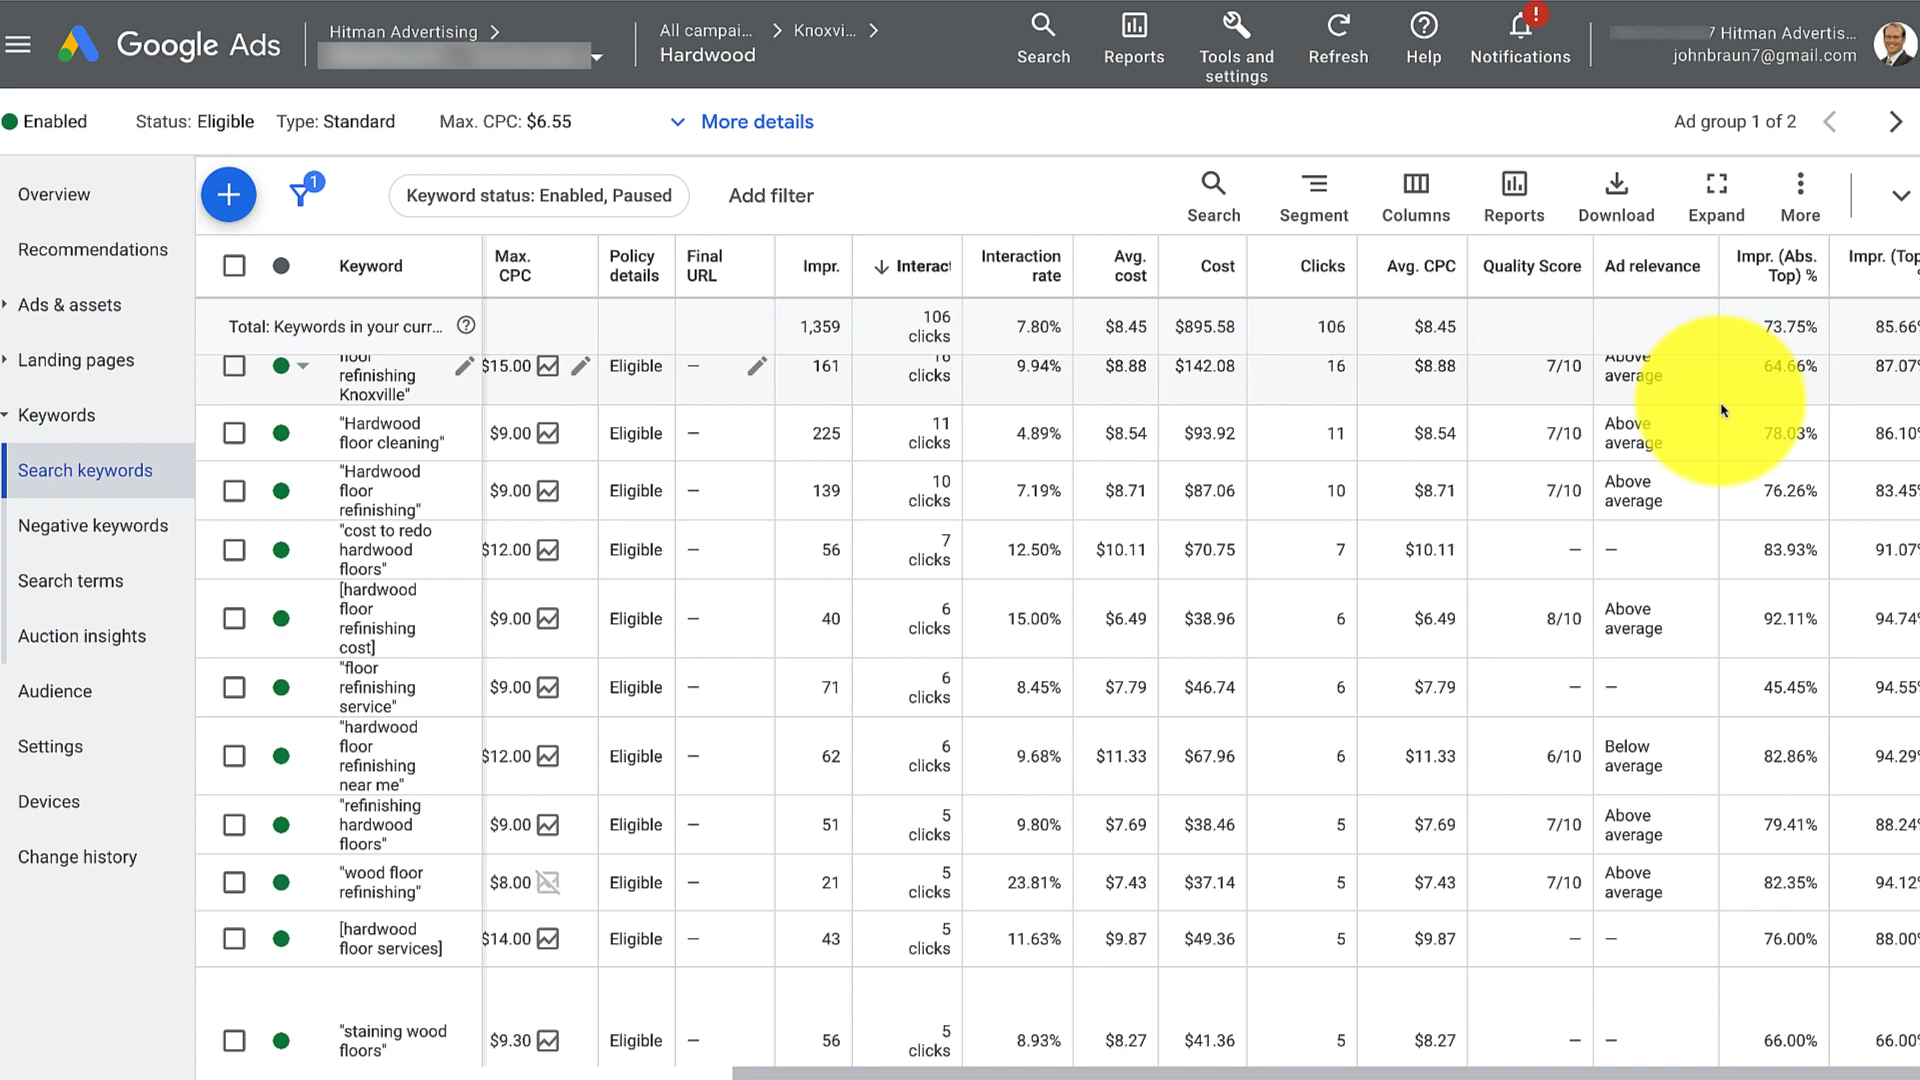 Google Ads
Hitman Advertising
All campai... Knoxvi...
Hardwood
Search
Reports
Tools and
settings
Refresh
Help
!
Notifications
7 Hitman Advertis...
johnbraun7@gmail.com
Enabled
Status: Eligible
Type: Standard
Max. CPC: $6.55
More details
Ad group 1 of 2
Overview
Recommendations
Ads & assets
Landing pages
Keywords
Search keywords
Negative keywords
Search terms
Auction insights
Audience
Settings
Devices
Change history
+
1
Keyword status: Enabled, Paused
Add filter
Search
Segment
Columns
Reports
Download
Expand
More
Keyword
Max.
CPC
Policy
details
Final
URL
Impr.
Interact
Interaction
rate
Avg.
cost
Cost
Clicks
Avg. CPC
Quality Score
Ad relevance
Impr. (Abs.
Top) %
Impr. (Top
Total: Keywords in your curr... ?
1,359
106
clicks
7.80% $8.45 $895.58 106 $8.45 73.75% 85.66%
floor
refinishing
Knoxville"
$15.00 Eligible — 161
16
clicks
9.94% $8.88 $142.08 16 $8.88 7/10
Above
average
64.66% 87.07%
"Hardwood
floor cleaning"
$9.00 Eligible — 225
11
clicks
4.89% $8.54 $93.92 11 $8.54 7/10
Above
average
78.03% 86.10%
"Hardwood
floor
refinishing"
$9.00 Eligible — 139
10
clicks
7.19% $8.71 $87.06 10 $8.71 7/10
Above
average
76.26% 83.45%
"cost to redo
hardwood
floors"
$12.00 Eligible — 56
7
clicks
12.50% $10.11 $70.75 7 $10.11 — — 83.93% 91.07%
[hardwood
floor
refinishing
cost]
$9.00 Eligible — 40
6
clicks
15.00% $6.49 $38.96 6 $6.49 8/10
Above
average
92.11% 94.74%
"floor
refinishing
service"
$9.00 Eligible — 71
6
clicks
8.45% $7.79 $46.74 6 $7.79 — — 45.45% 94.55%
"hardwood
floor
refinishing
near me"
$12.00 Eligible — 62
6
clicks
9.68% $11.33 $67.96 6 $11.33 6/10
Below
average
82.86% 94.29%
"refinishing
hardwood
floors"
$9.00 Eligible — 51
5
clicks
9.80% $7.69 $38.46 5 $7.69 7/10
Above
average
79.41% 88.24%
"wood floor
refinishing"
$8.00 Eligible — 21
5
clicks
23.81% $7.43 $37.14 5 $7.43 7/10
Above
average
82.35% 94.12%
[hardwood
floor services]
$14.00 Eligible — 43
5
clicks
11.63% $9.87 $49.36 5 $9.87 — — 76.00% 88.00%
"staining wood
floors"
$9.30 Eligible — 56
5
clicks
8.93% $8.27 $41.36 5 $8.27 — — 66.00% 66.00%